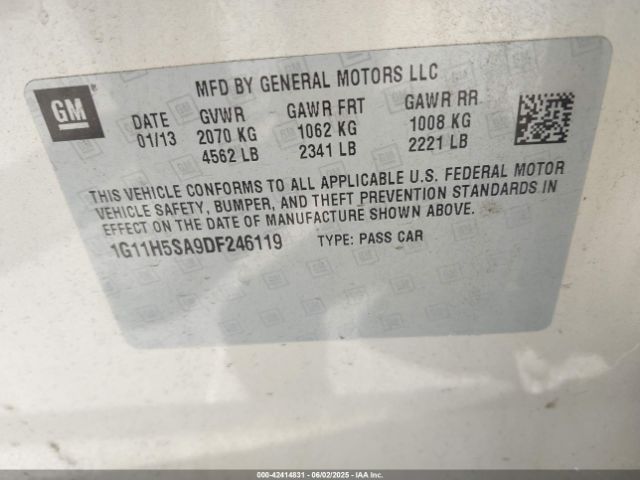 GM
MFD BY GENERAL MOTORS LLC
DATE GVWR GAWR FRT GAWR RR
01/13 2070 KG 1062 KG 1008 KG
4562 LB 2341 LB 2221 LB
THIS VEHICLE CONFORMS TO ALL APPLICABLE U.S. FEDERAL MOTOR
VEHICLE SAFETY, BUMPER, AND THEFT PREVENTION STANDARDS IN
EFFECT ON THE DATE OF MANUFACTURE SHOWN ABOVE.
1G11H5SA9DF246119 TYPE: PASS CAR
000-42414831 - 06/02/2025 - IAA Inc.